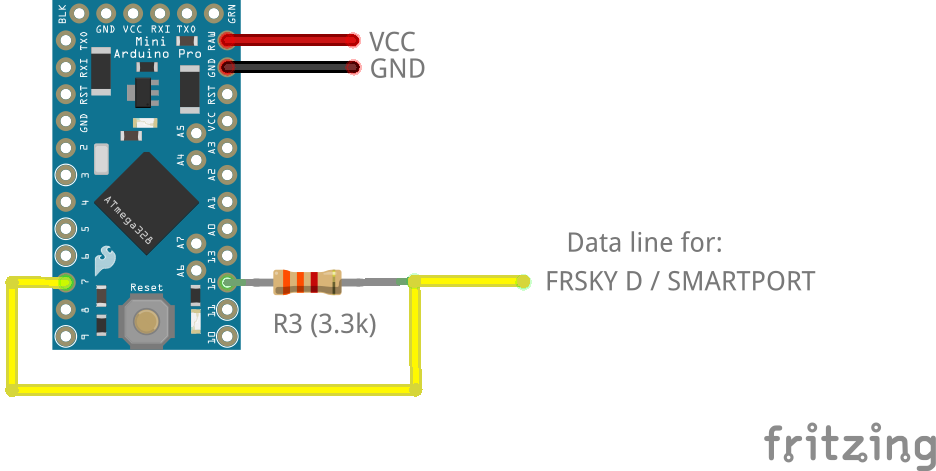 BLK
GRN
GND VCC RXI TXO
Mini
Arduino Pro
TXO
RXI
RST
GND
2
3
4
5
6
7
8
9
RAW
GND
RST
VCC
A3
A2
A1
A0
13
12
11
10
A5
A4
A7
A6
ATmega328
Reset
VCC
GND
R3 (3.3k)
Data line for:
FRSKY D / SMARTPORT
fritzing